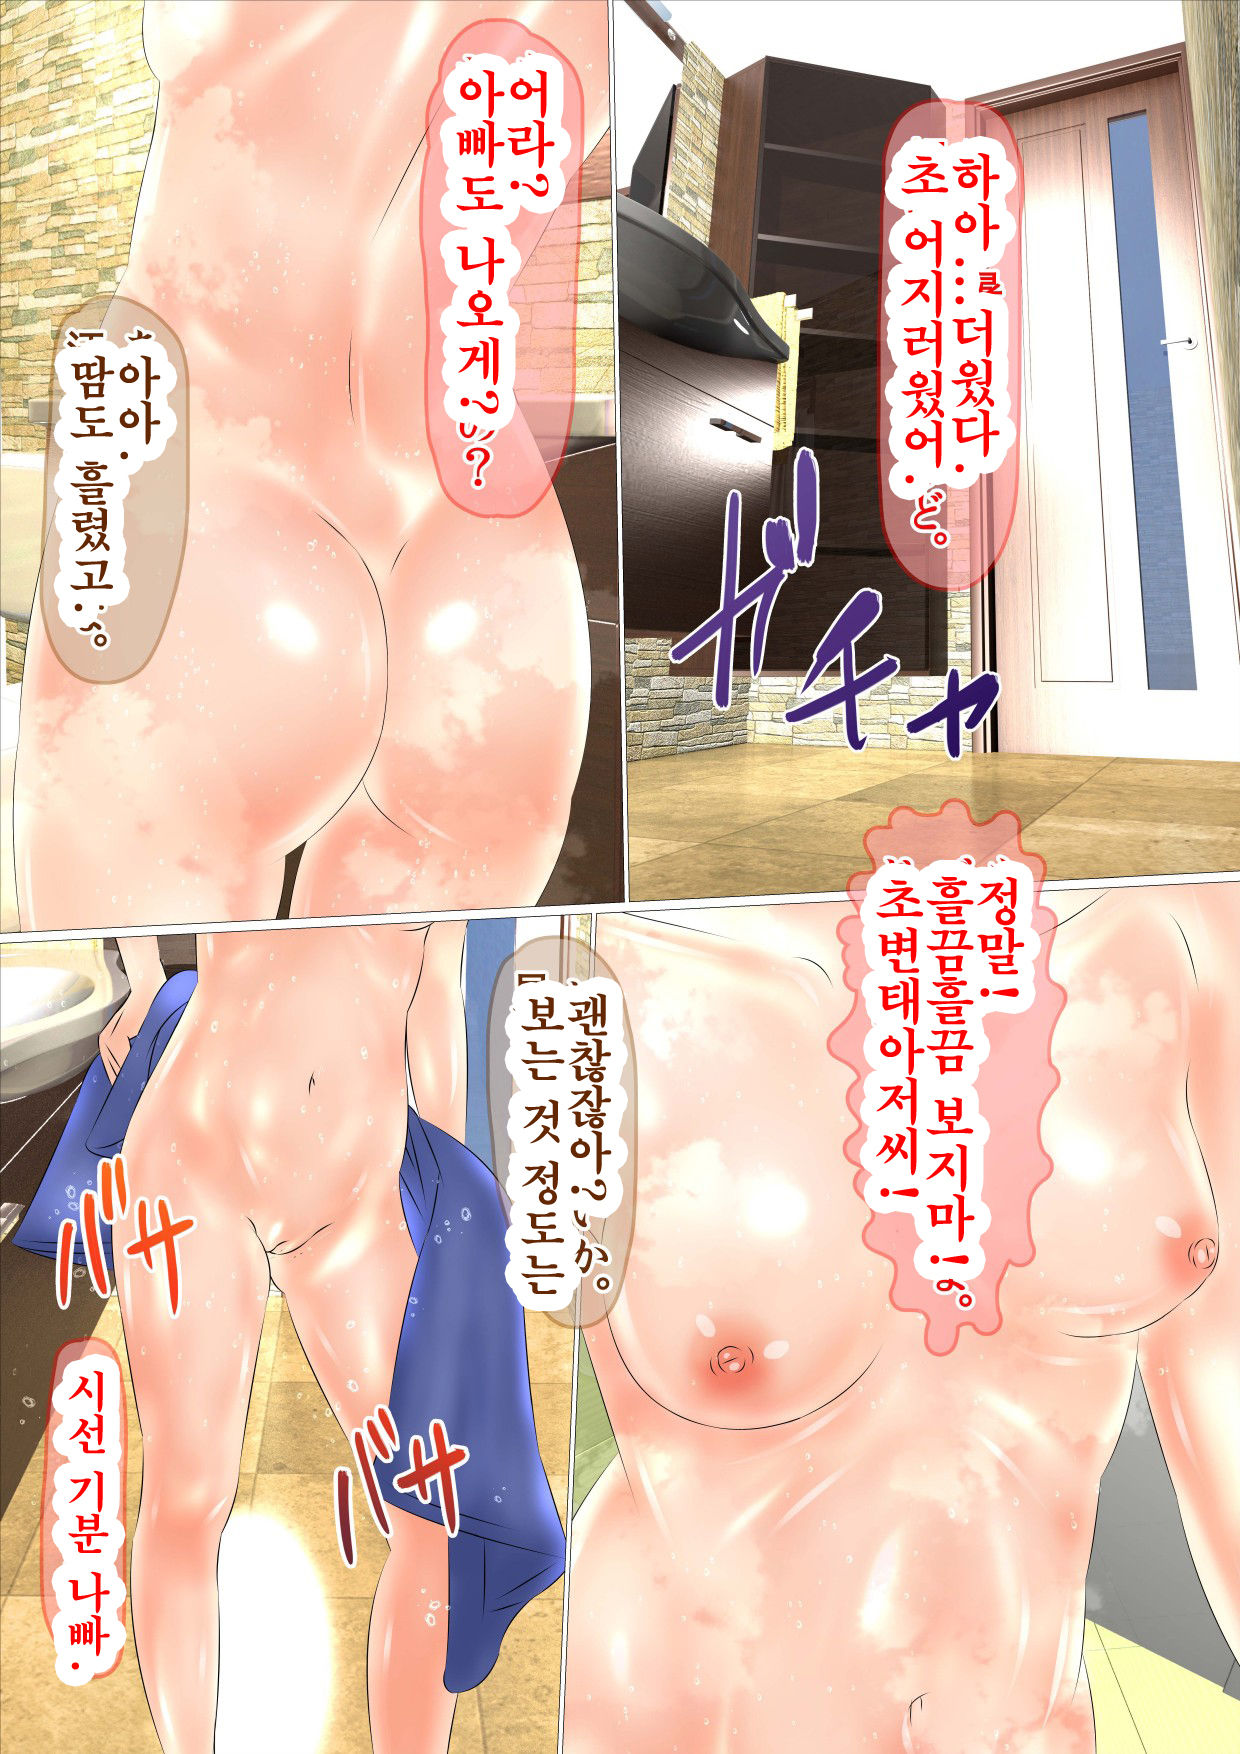 하아...더웠다.
초 어지러웠어.
ガチャ
어라?
아빠도 나오게?
아아.
땀도 흘렸고.
정말!
흘끔흘끔 보지마!
초변태아저씨!
괜찮잖아?
보는 것 정도는
バサ
バサ
시선 기분 나빠.